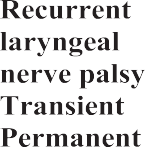 Recurrent
laryngeal
nerve palsy
Transient
Permanent